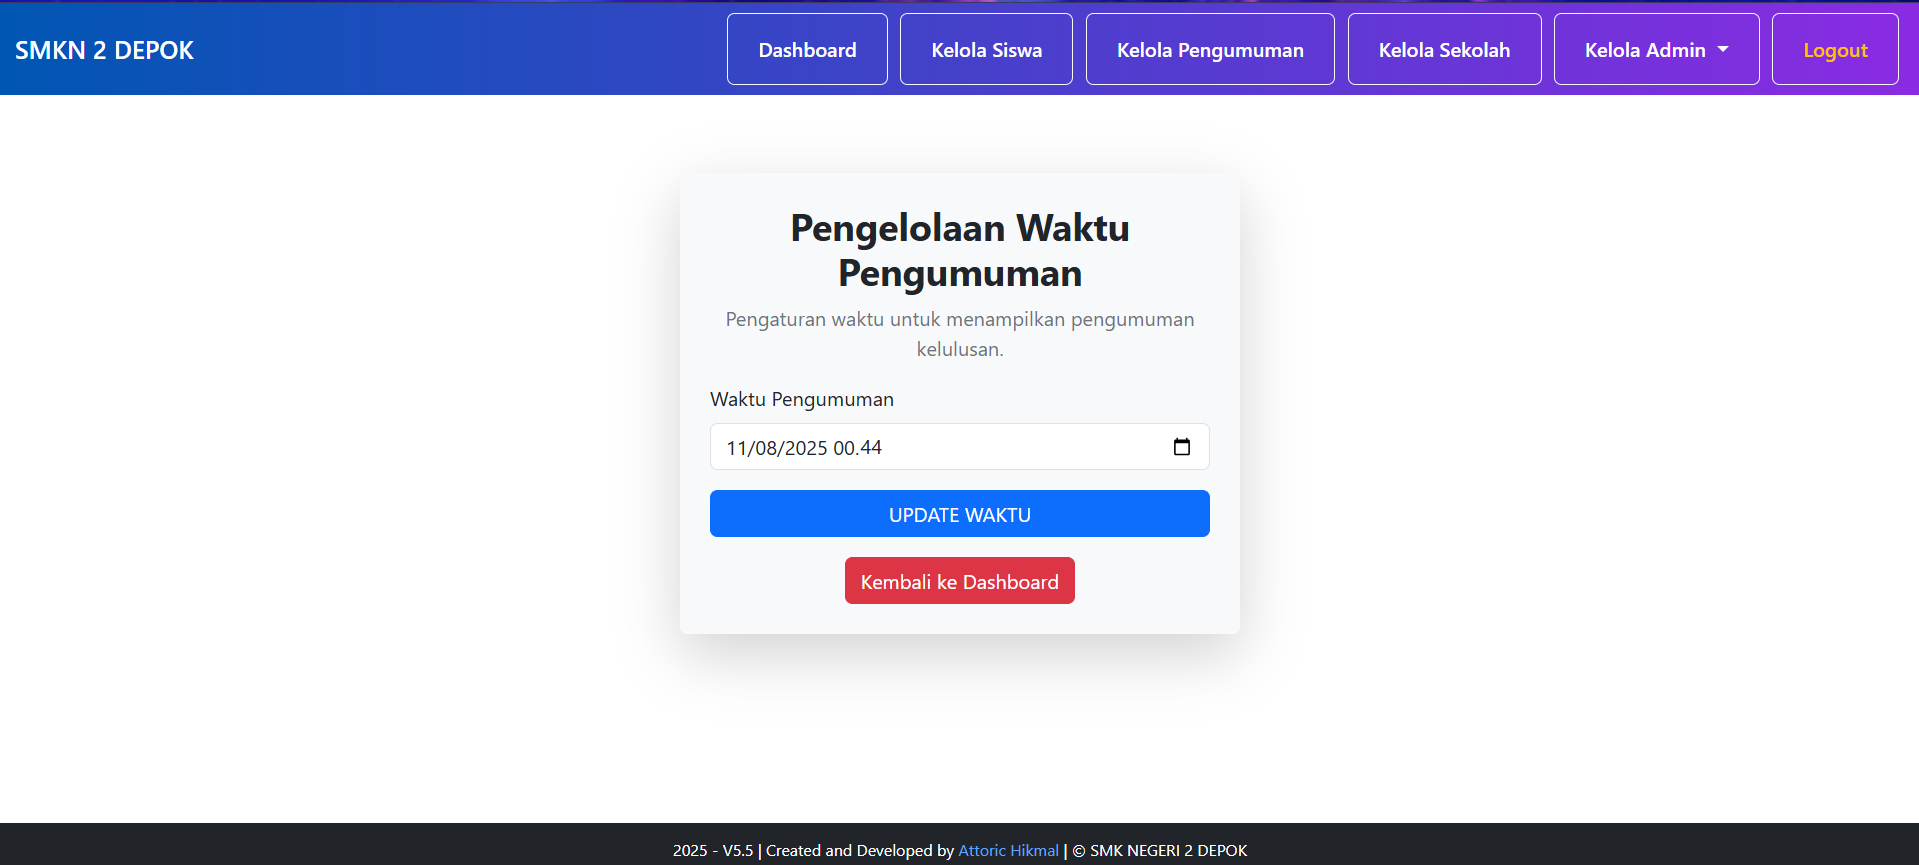 SMKN 2 DEPOK
Dashboard
Kelola Siswa
Kelola Pengumuman
Kelola Sekolah
Kelola Admin
Logout
Pengelolaan Waktu
Pengumuman
Pengaturan waktu untuk menampilkan pengumuman
kelulusan.
Waktu Pengumuman
11/08/2025 00.44
UPDATE WAKTU
Kembali ke Dashboard
2025 - V5.5 | Created and Developed by Attoric Hikmal | © SMK NEGERI 2 DEPOK